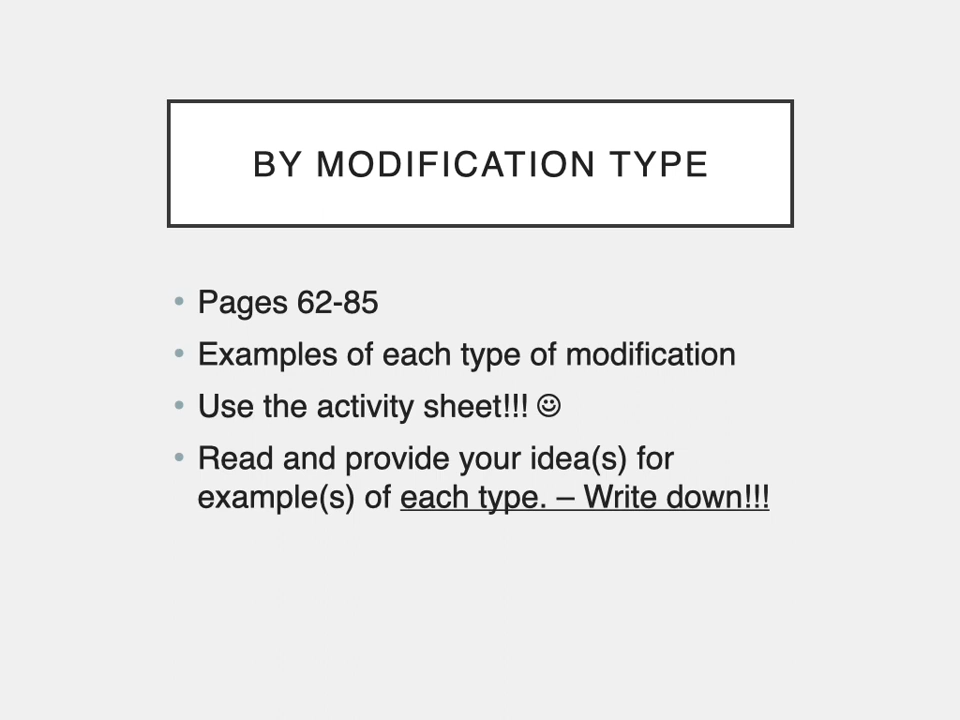 BY MODIFICATION TYPE
• Pages 62-85
• Examples of each type of modification
• Use the activity sheet!!! ☺
• Read and provide your idea(s) for
example(s) of each type. – Write down!!!